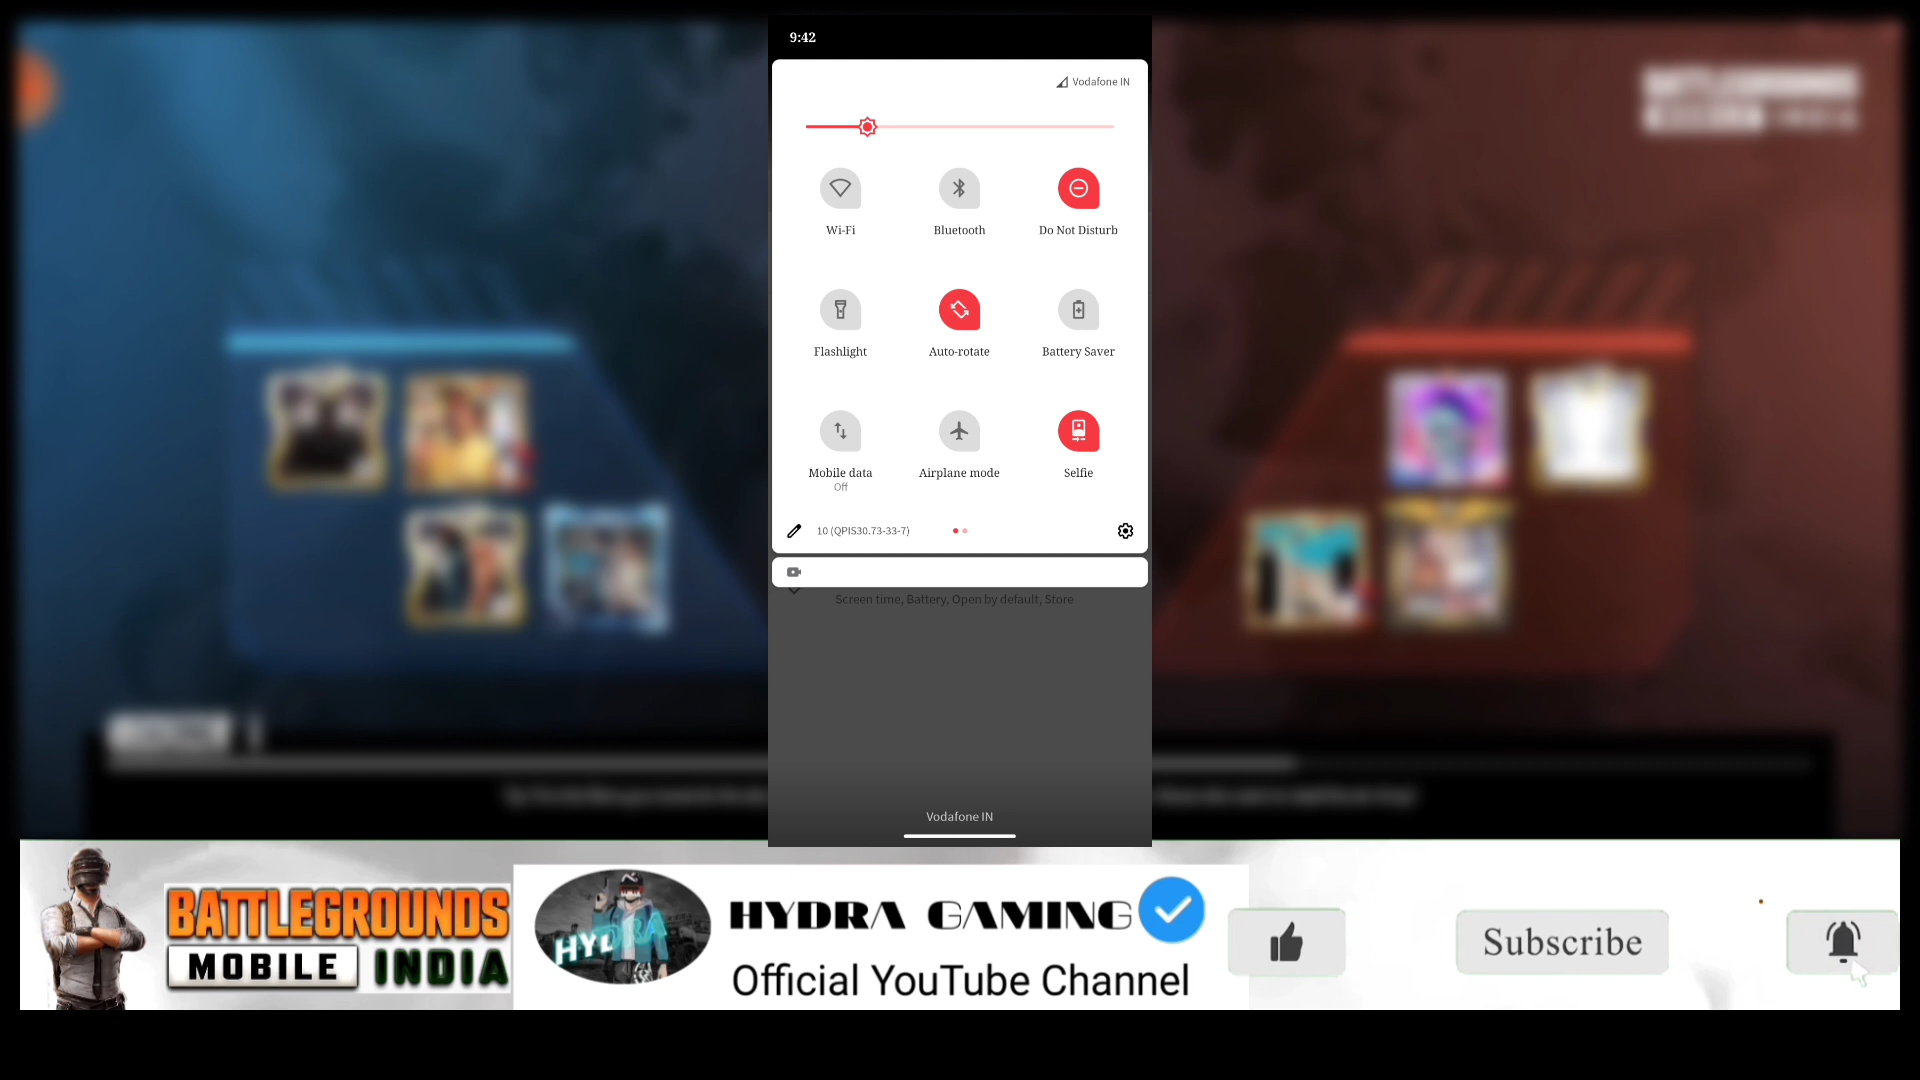 9:42
Vodafone IN
Wi-Fi
Bluetooth
Do Not Disturb
Flashlight
Auto-rotate
Battery Saver
Mobile data
Off
Airplane mode
Selfie
10 (QPIS30.73-33-7)
Screen time, Battery, Open by default, Store
Vodafone IN
BATTLEGROUNDS
MOBILE INDIA
HYDRA
HYDRA GAMING
Official YouTube Channel
Subscribe
BATTLEGROUNDS